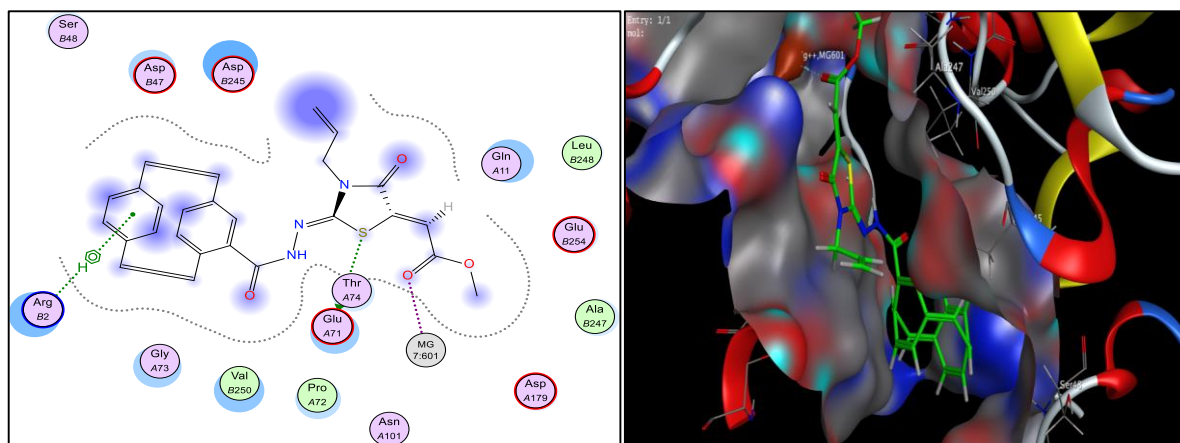 Ser
B48
Asp
B47
Asp
B245
Gln
A11
Leu
B248
Glu
B254
Ala
B247
Asp
A179
MG
7:601
Thr
A74
Glu
A71
Asn
A101
Pro
A72
Val
B250
Gly
A73
Arg
B2
H
O
N
N
NH
O
S
H
O
O
Entry: 1/1
mol:
g++,MG601
Ala247
Val250